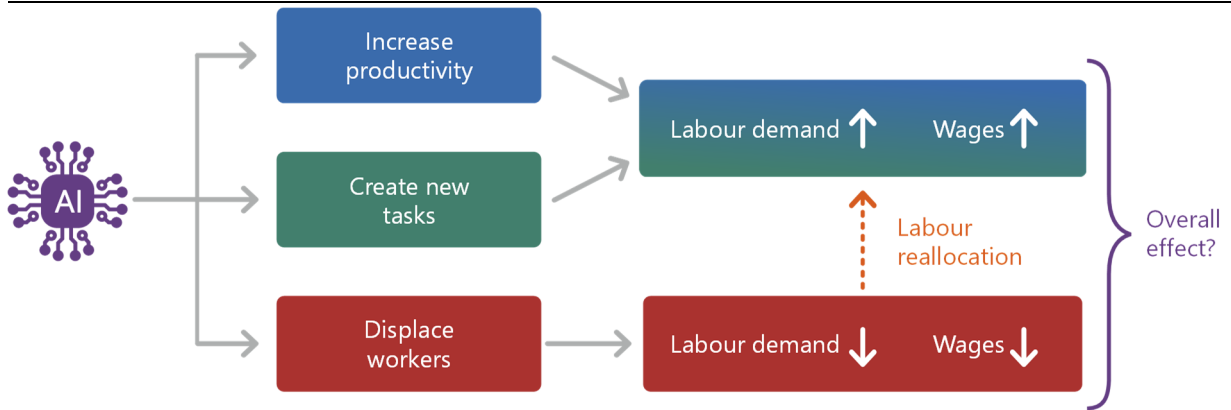 Increase
productivity
Labour demand Wages
AI
Create new
tasks
Labour
reallocation
Overall
effect?
Displace
workers
Labour demand Wages